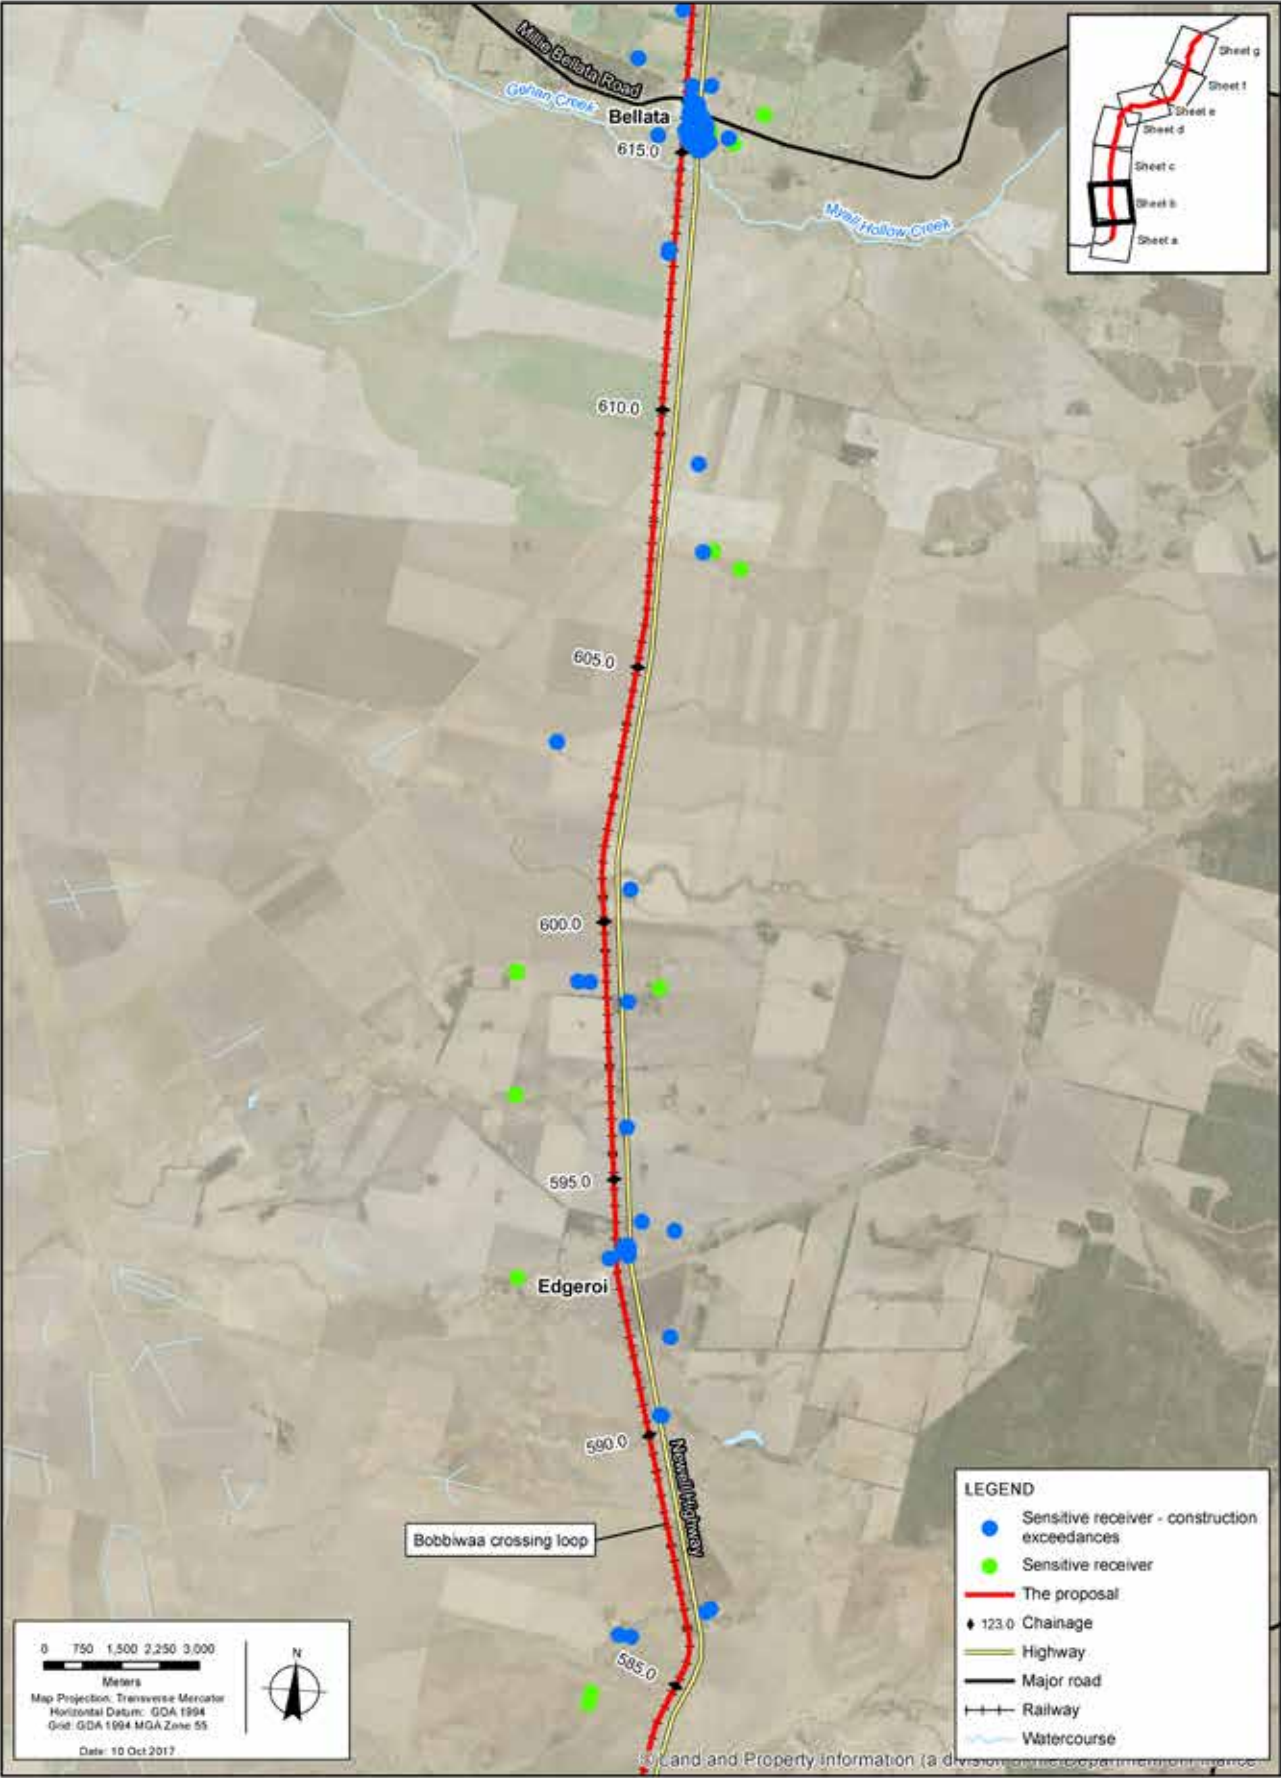 Millie Bellata Road
Gehan Creek
Bellata
615.0
Myall Hollow Creek
Sheet g
Sheet f
Sheet e
Sheet d
Sheet c
Sheet b
Sheet a
610.0
605.0
600.0
595.0
Edgeroi
590.0
Newell Highway
Bobbiwaa crossing loop
585.0
0 750 1,500 2,250 3,000
Meters
Map Projection: Transverse Mercator
Horizontal Datum: GDA 1994
Grid: GDA 1994 MGA Zone 55
Date: 10 Oct 2017
N
LEGEND
Sensitive receiver - construction
exceedances
Sensitive receiver
The proposal
123.0 Chainage
Highway
Major road
Railway
Watercourse
© Land and Property Information (a division of the Department of Finance